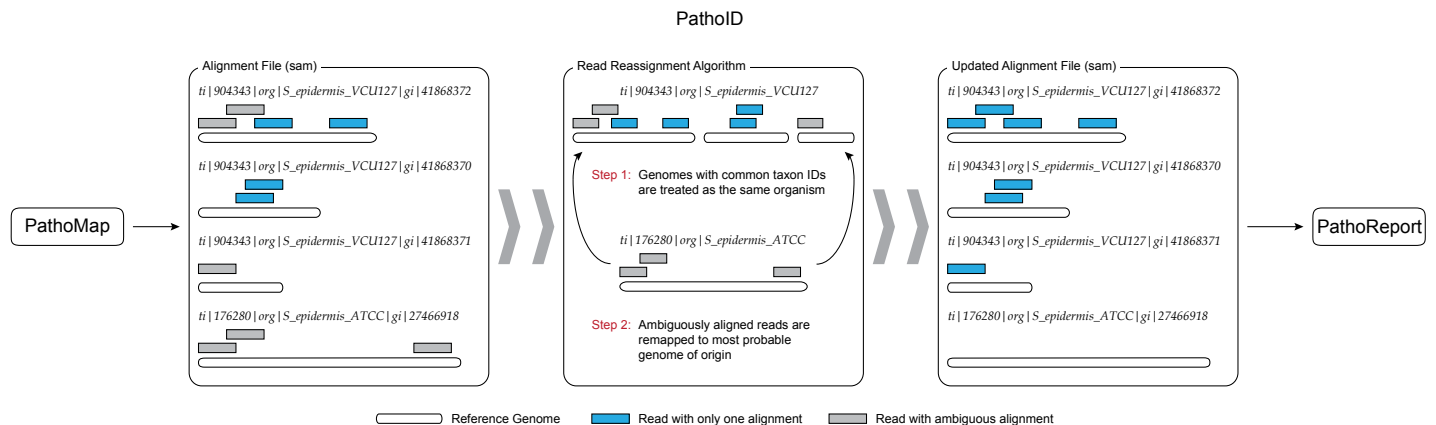 PathoID
PathoMap
Alignment File (sam)
ti|904343|org|S_epidermis_VCU127|gi|41868372
ti|904343|org|S_epidermis_VCU127|gi|41868370
ti|904343|org|S_epidermis_VCU127|gi|41868371
ti|176280|org|S_epidermis_ATCC|gi|27466918
Read Reassignment Algorithm
ti|904343|org|S_epidermis_VCU127
Step 1: Genomes with common taxon IDs
are treated as the same organism
ti|176280|org|S_epidermis_ATCC
Step 2: Ambiguously aligned reads are
remapped to most probable
genome of origin
Updated Alignment File (sam)
ti|904343|org|S_epidermis_VCU127|gi|41868372
ti|904343|org|S_epidermis_VCU127|gi|41868370
ti|904343|org|S_epidermis_VCU127|gi|41868371
ti|176280|org|S_epidermis_ATCC|gi|27466918
PathoReport
Reference Genome
Read with only one alignment
Read with ambiguous alignment